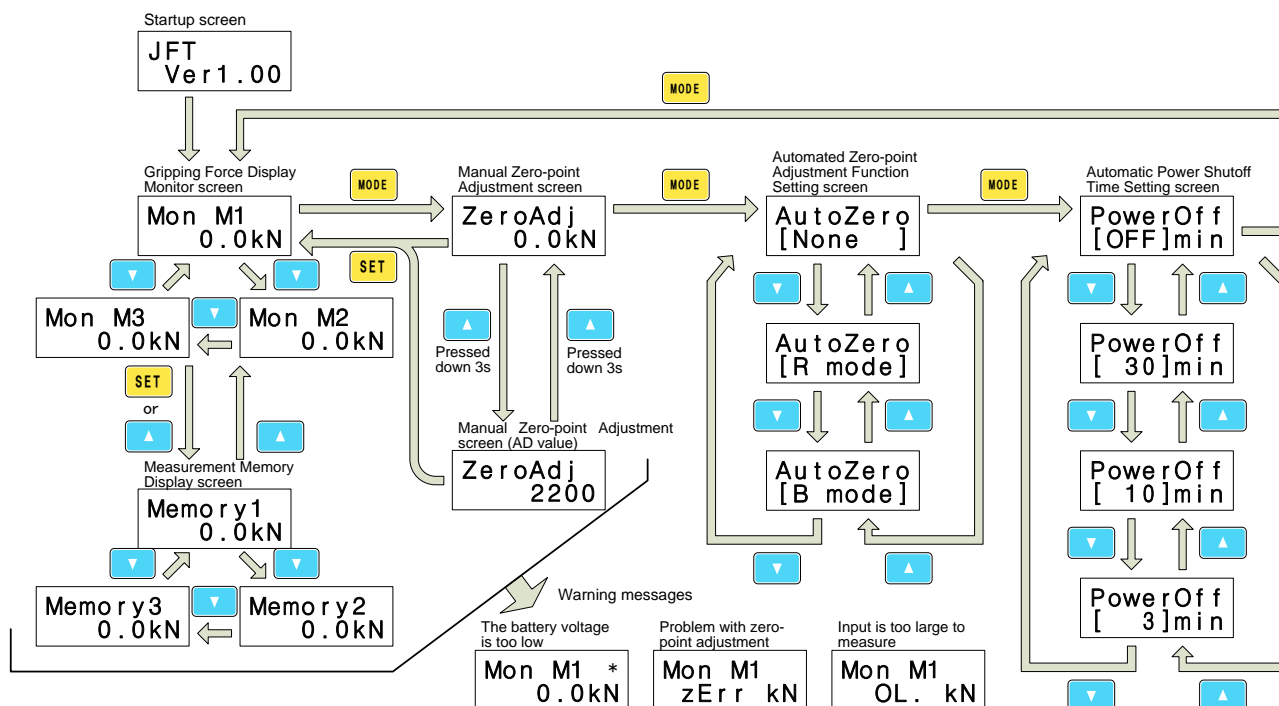 Startup screen
JFT
Ver1.00
MODE
Gripping Force Display
Monitor screen
Mon M1
0.0kN
MODE
Manual Zero-point
Adjustment screen
ZeroAdj
0.0kN
MODE
Automated Zero-point
Adjustment Function
Setting screen
AutoZero
[None ]
MODE
Automatic Power Shutoff
Time Setting screen
PowerOff
[OFF]min
SET
▼
▼
Mon M3
0.0kN
▼
Mon M2
0.0kN
SET
or
▲
▲
▲
Pressed
down 3s
▲
Pressed
down 3s
Measurement Memory
Display screen
Memory1
0.0kN
▼
▼
Memory3
0.0kN
▼
Memory2
0.0kN
Manual Zero-point Adjustment
screen (AD value)
ZeroAdj
2200
▼
▲
AutoZero
[R mode]
▼
▲
AutoZero
[B mode]
▼
▲
▼
▲
PowerOff
[ 30]min
▼
▲
PowerOff
[ 10]min
▼
▲
PowerOff
[ 3]min
▼
▲
Warning messages
The battery voltage
is too low
Mon M1 *
0.0kN
Problem with zero-
point adjustment
Mon M1
zErr kN
Input is too large to
measure
Mon M1
OL. kN